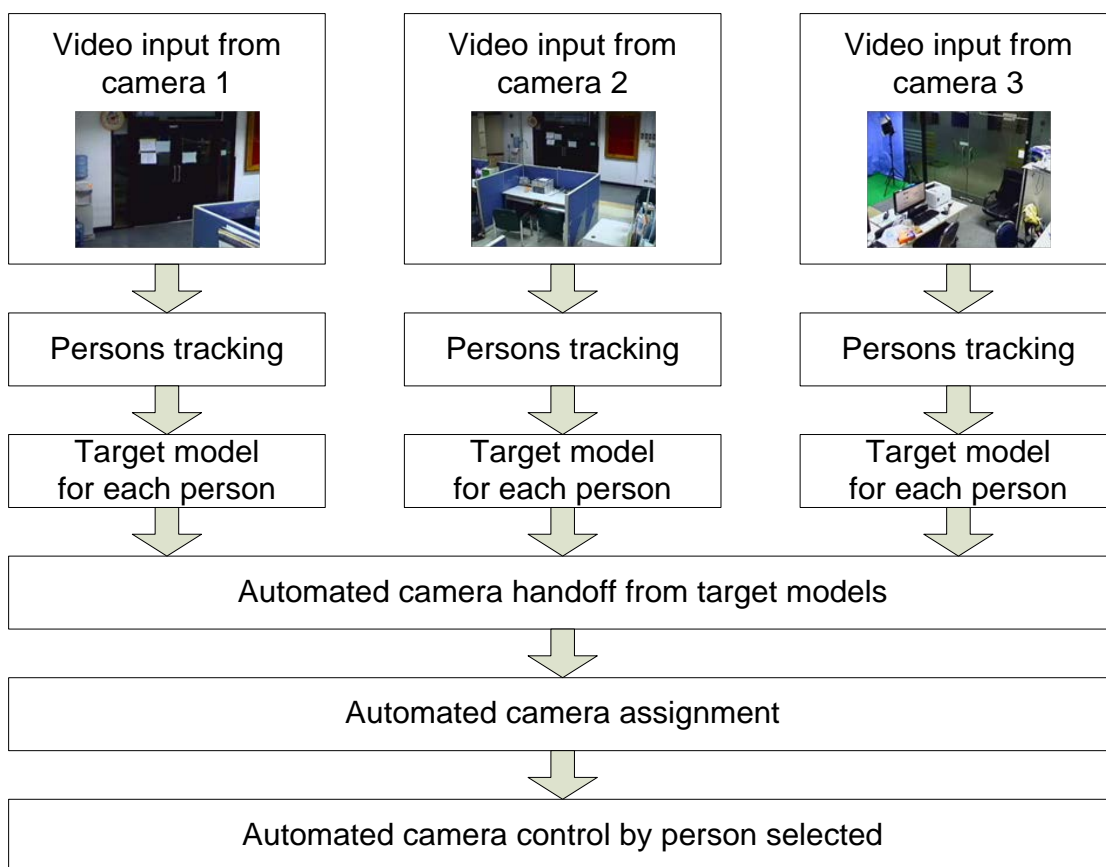 Video input from
camera 1
Video input from
camera 2
Video input from
camera 3
Persons tracking
Persons tracking
Persons tracking
Target model
for each person
Target model
for each person
Target model
for each person
Automated camera handoff from target models
Automated camera assignment
Automated camera control by person selected